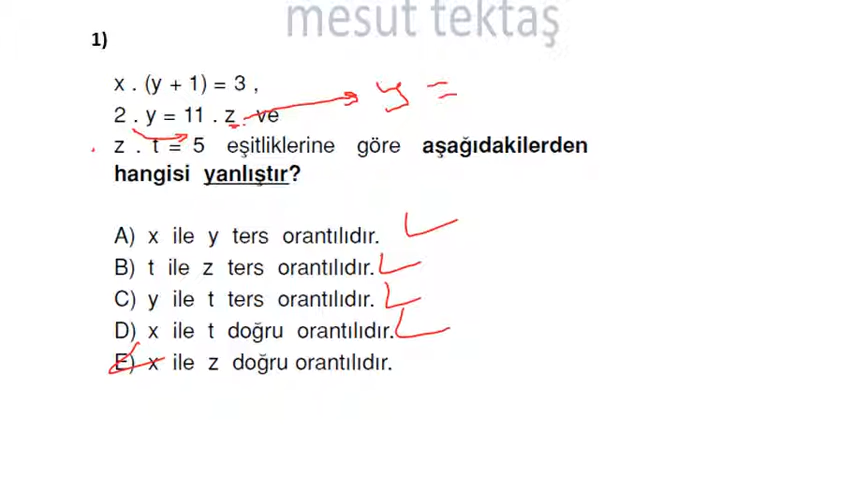 mesut tektaş
1)
x . (y + 1) = 3 ,
2 . y = 11 . z ve
y =
z . t = 5 eşitliklerine göre aşağıdakilerden
hangisi yanlıştır?
A) x ile y ters orantılıdır.
B) t ile z ters orantılıdır.
C) y ile t ters orantılıdır.
D) x ile t doğru orantılıdır.
E) x ile z doğru orantılıdır.